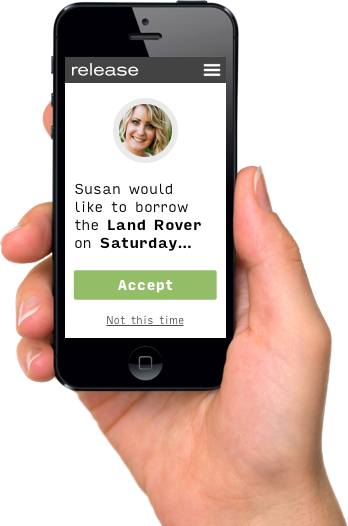 release
Susan would
like to borrow
the Land Rover
on Saturday...
Accept
Not this time